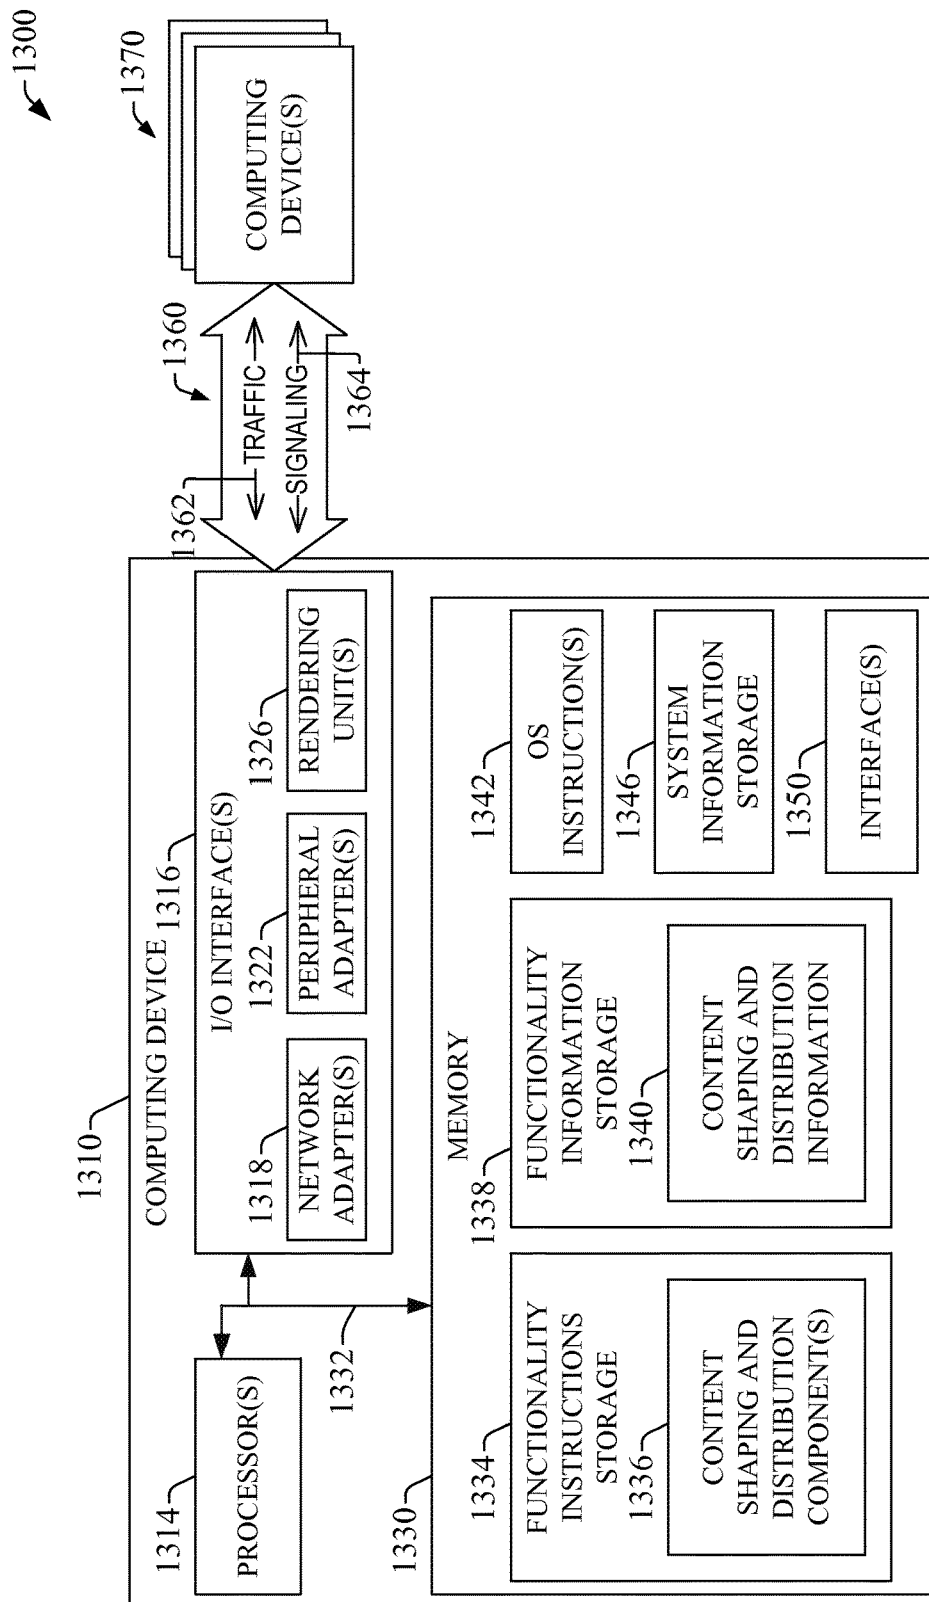 1300
1310
COMPUTING DEVICE
1314
PROCESSOR(S)
1316
I/O INTERFACE(S)
1318
NETWORK
ADAPTER(S)
1322
PERIPHERAL
ADAPTER(S)
1326
RENDERING
UNIT(S)
1332
1362
1360
TRAFFIC
SIGNALING
1364
1370
COMPUTING
DEVICE(S)
1330
MEMORY
1334
FUNCTIONALITY
INSTRUCTIONS
STORAGE
1336
CONTENT
SHAPING AND
DISTRIBUTION
COMPONENT(S)
1338
FUNCTIONALITY
INFORMATION
STORAGE
1340
CONTENT
SHAPING AND
DISTRIBUTION
INFORMATION
1342
OS
INSTRUCTION(S)
1346
SYSTEM
INFORMATION
STORAGE
1350
INTERFACE(S)